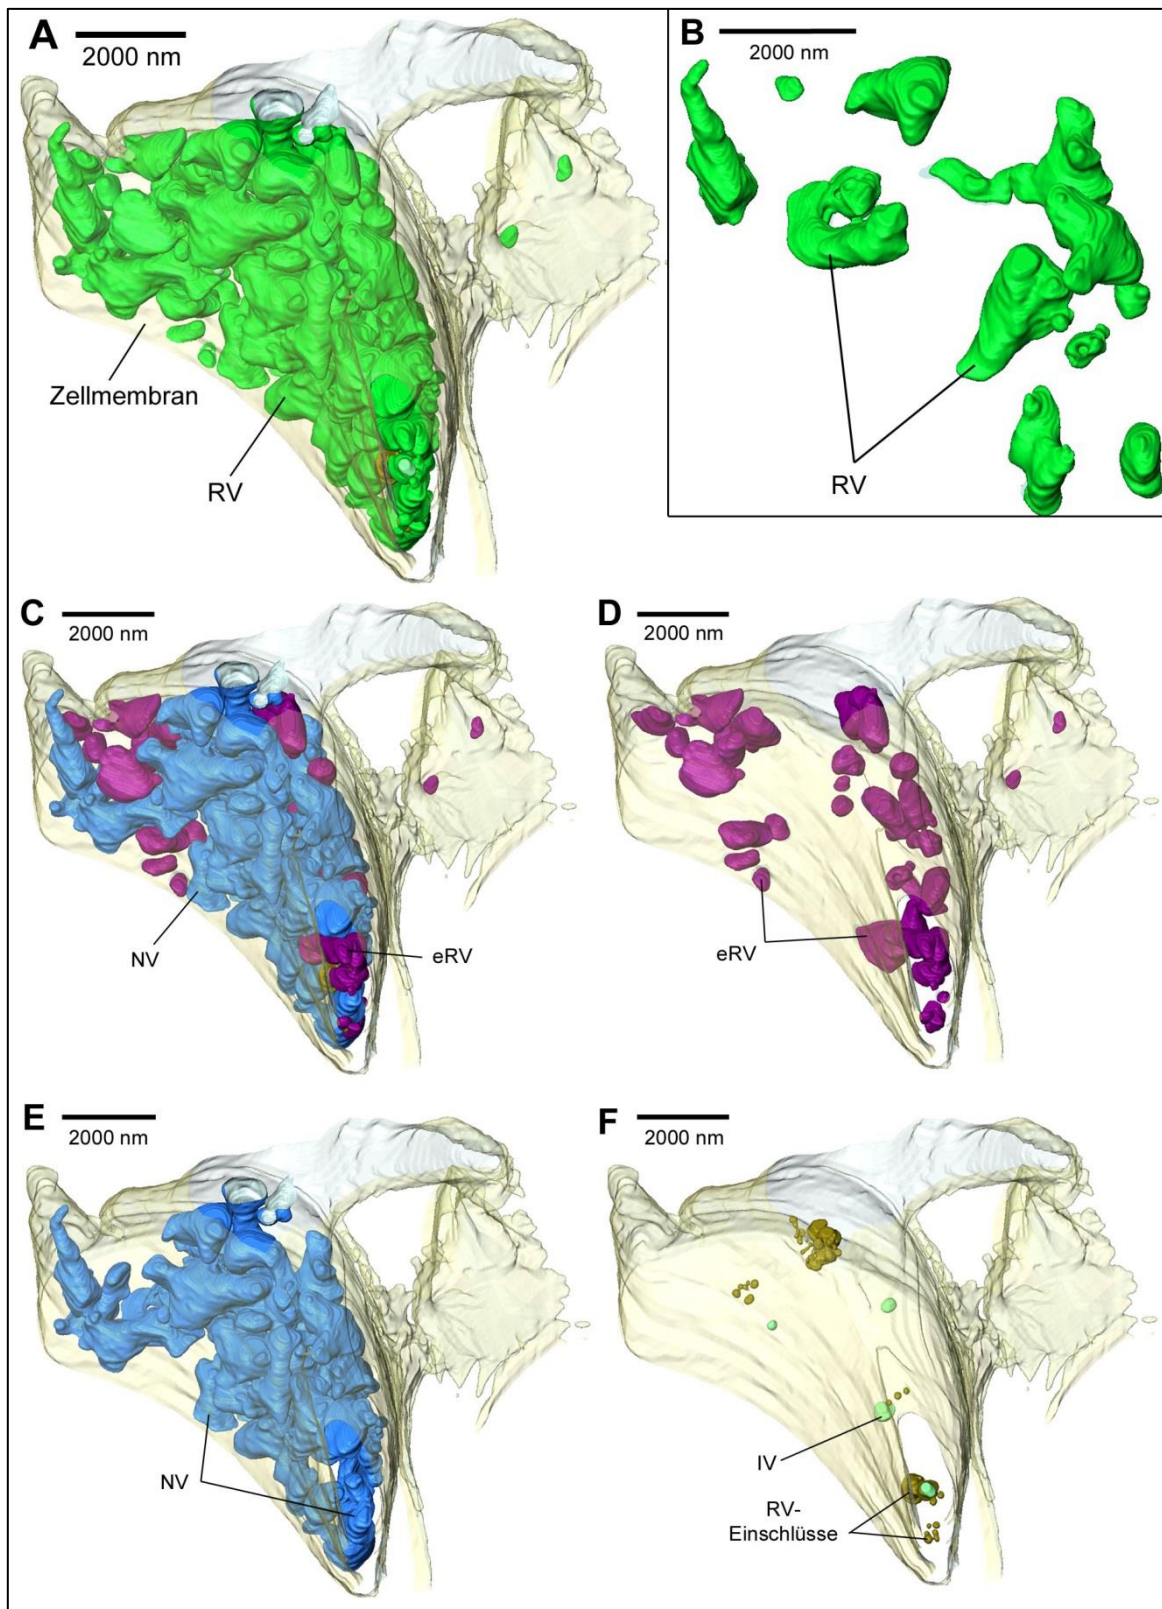 A
2000 nm
Zellmembran
RV
B
2000 nm
RV
C
2000 nm
NV
eRV
D
2000 nm
eRV
E
2000 nm
NV
F
2000 nm
IV
RV-
Einschlüsse